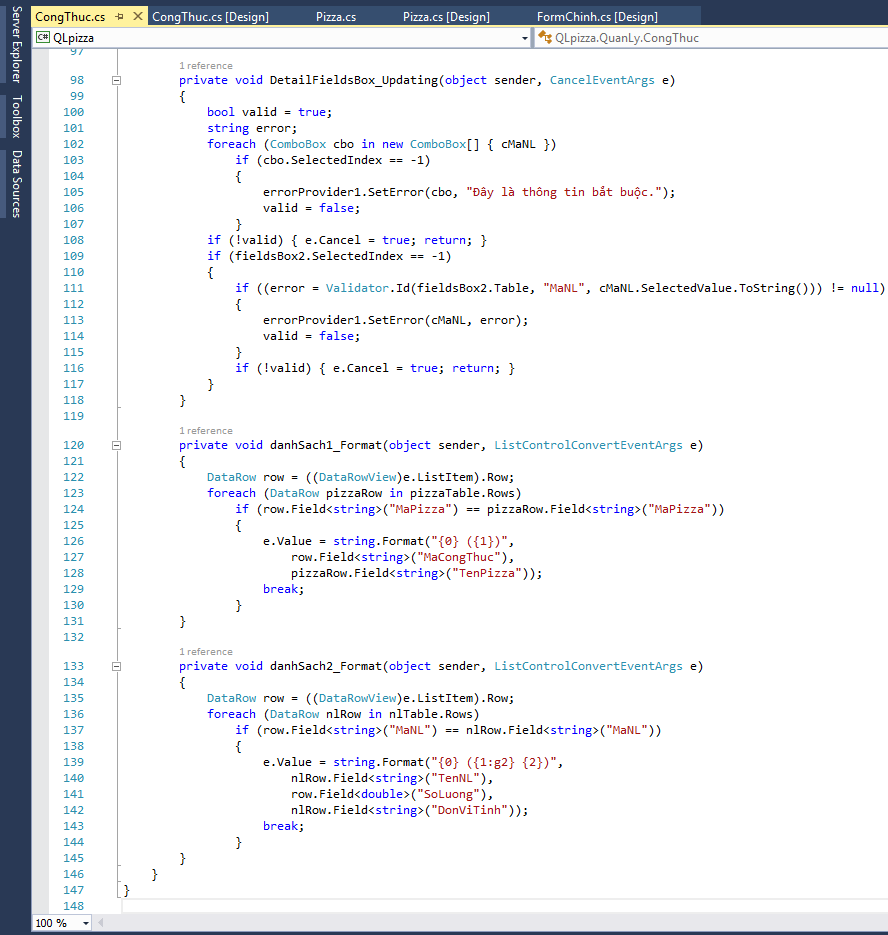 Server Explorer
Toolbox
Data Sources
CongThuc.cs
CongThuc.cs [Design]
Pizza.cs
Pizza.cs [Design]
FormChinh.cs [Design]
C# QLpizza
QLpizza.QuanLy.CongThuc
97
1 reference
98 private void DetailFieldsBox_Updating(object sender, CancelEventArgs e)
99 {
100 bool valid = true;
101 string error;
102 foreach (ComboBox cbo in new ComboBox[] { cMaNL })
103 if (cbo.SelectedIndex == -1)
104 {
105 errorProvider1.SetError(cbo, "Đây là thông tin bắt buộc.");
106 valid = false;
107 }
108 if (!valid) { e.Cancel = true; return; }
109 if (fieldsBox2.SelectedIndex == -1)
110 {
111 if ((error = Validator.Id(fieldsBox2.Table, "MaNL", cMaNL.SelectedValue.ToString())) != null)
112 {
113 errorProvider1.SetError(cMaNL, error);
114 valid = false;
115 }
116 if (!valid) { e.Cancel = true; return; }
117 }
118 }
119
1 reference
120 private void danhSach1_Format(object sender, ListControlConvertEventArgs e)
121 {
122 DataRow row = ((DataRowView)e.ListItem).Row;
123 foreach (DataRow pizzaRow in pizzaTable.Rows)
124 if (row.Field<string>("MaPizza") == pizzaRow.Field<string>("MaPizza"))
125 {
126 e.Value = string.Format("{0} ({1})",
127 row.Field<string>("MaCongThuc"),
128 pizzaRow.Field<string>("TenPizza"));
129 break;
130 }
131 }
132
1 reference
133 private void danhSach2_Format(object sender, ListControlConvertEventArgs e)
134 {
135 DataRow row = ((DataRowView)e.ListItem).Row;
136 foreach (DataRow nlRow in nlTable.Rows)
137 if (row.Field<string>("MaNL") == nlRow.Field<string>("MaNL"))
138 {
139 e.Value = string.Format("{0} ({1:g2} {2})",
140 nlRow.Field<string>("TenNL"),
141 row.Field<double>("SoLuong"),
142 nlRow.Field<string>("DonViTinh"));
143 break;
144 }
145 }
146 }
147 }
148
100 %